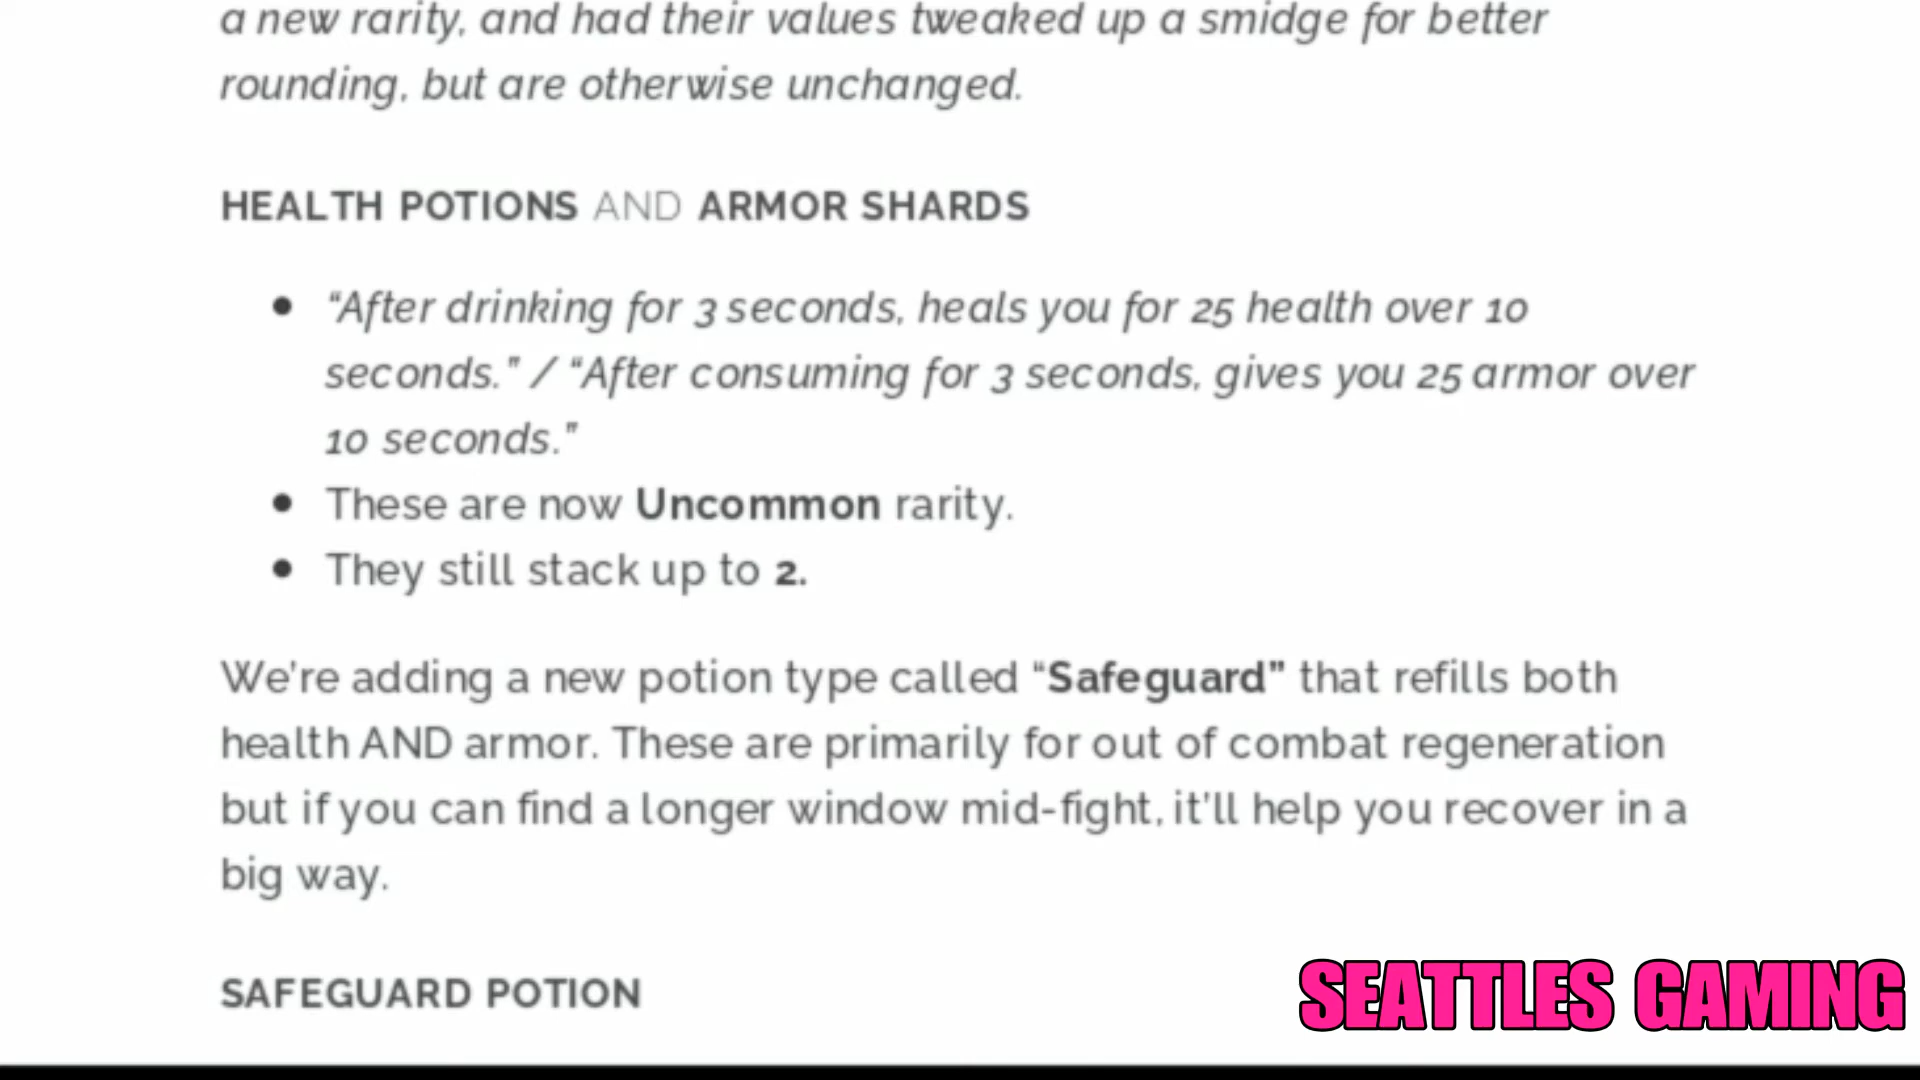 a new rarity, and had their values tweaked up a smidge for better
rounding, but are otherwise unchanged.
HEALTH POTIONS AND ARMOR SHARDS
• “After drinking for 3 seconds, heals you for 25 health over 10
seconds.” / “After consuming for 3 seconds, gives you 25 armor over
10 seconds.”
• These are now Uncommon rarity.
• They still stack up to 2.
We’re adding a new potion type called “Safeguard” that refills both
health AND armor. These are primarily for out of combat regeneration
but if you can find a longer window mid-fight, it’ll help you recover in a
big way.
SAFEGUARD POTION
SEATTLES GAMING